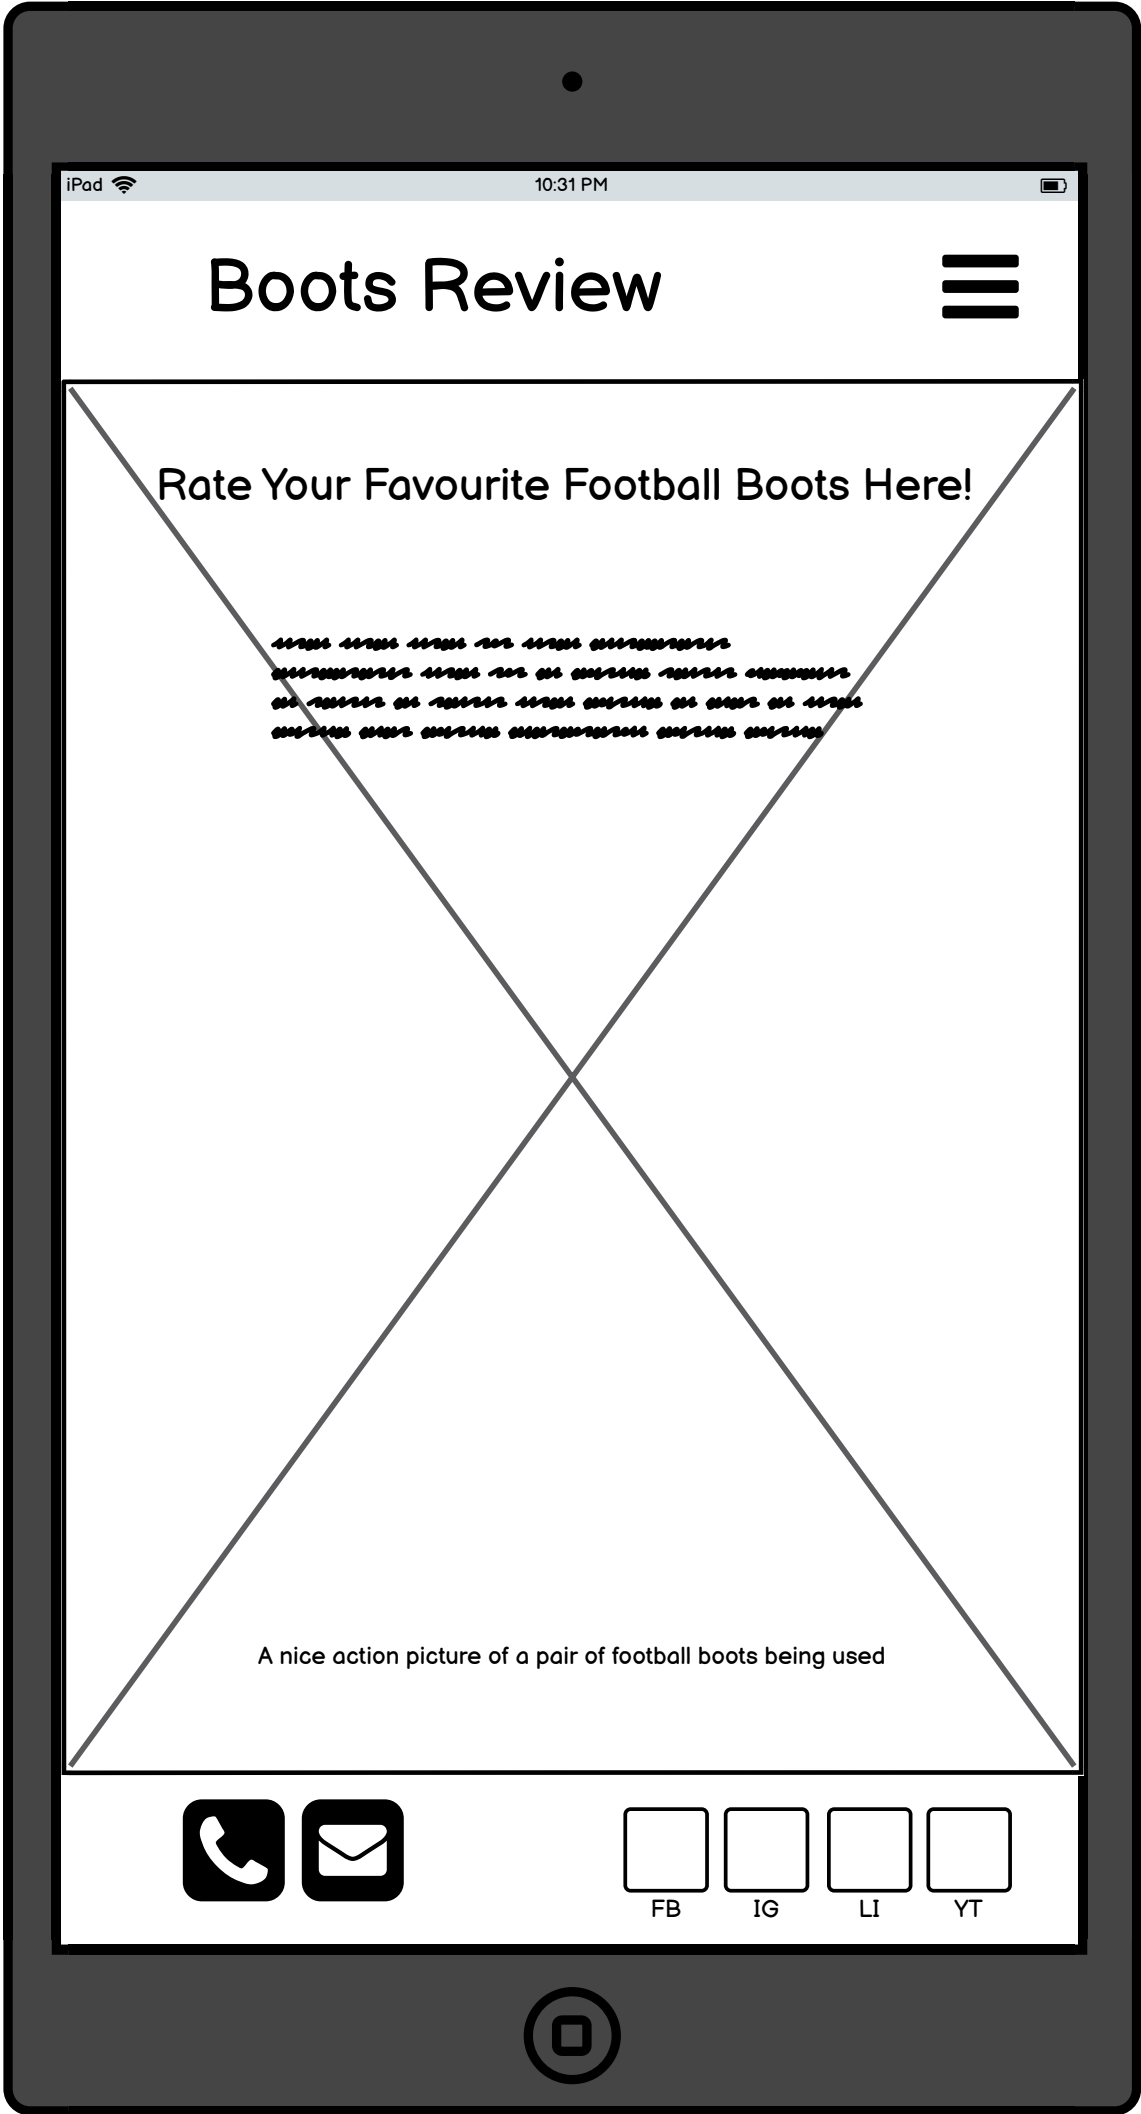 iPad 10:31 PM
Boots Review
Rate Your Favourite Football Boots Here!
A nice action picture of a pair of football boots being used
FB IG LI YT